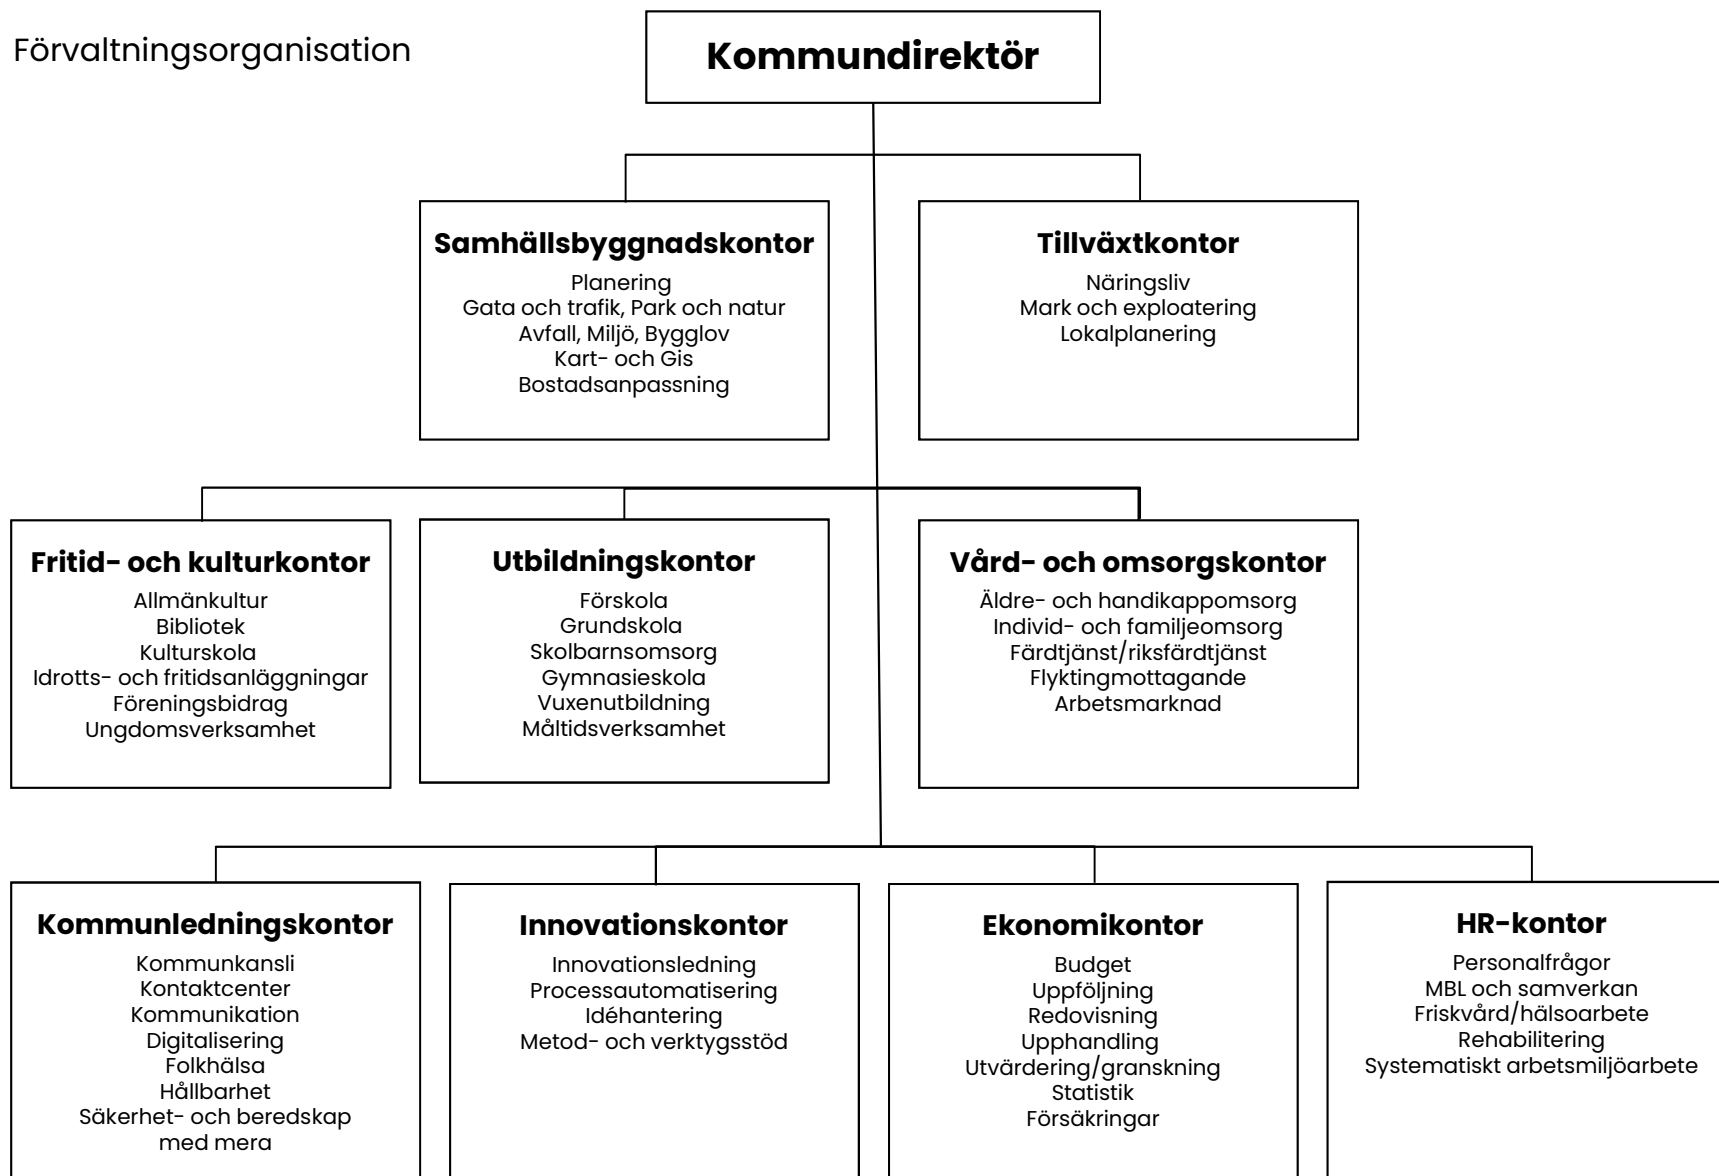 Förvaltningsorganisation
Kommundirektör
Samhällsbyggnadskontor
Planering
Gata och trafik, Park och natur
Avfall, Miljö, Bygglov
Kart- och Gis
Bostadsanpassning
Tillväxtkontor
Näringsliv
Mark och exploatering
Lokalplanering
Fritid- och kulturkontor
Allmänkultur
Bibliotek
Kulturskola
Idrotts- och fritidsanläggningar
Föreningsbidrag
Ungdomsverksamhet
Utbildningskontor
Förskola
Grundskola
Skolbarnsomsorg
Gymnasieskola
Vuxenutbildning
Måltidsverksamhet
Vård- och omsorgskontor
Äldre- och handikappomsorg
Individ- och familjeomsorg
Färdtjänst/riksfärdtjänst
Flyktingmottagande
Arbetsmarknad
Kommunledningskontor
Kommunkansli
Kontaktcenter
Kommunikation
Digitalisering
Folkhälsa
Hållbarhet
Säkerhet- och beredskap
med mera
Innovationskontor
Innovationsledning
Processautomatisering
Idéhantering
Metod- och verktygsstöd
Ekonomikontor
Budget
Uppföljning
Redovisning
Upphandling
Utvärdering/granskning
Statistik
Försäkringar
HR-kontor
Personalfrågor
MBL och samverkan
Friskvård/hälsoarbete
Rehabilitering
Systematiskt arbetsmiljöarbete